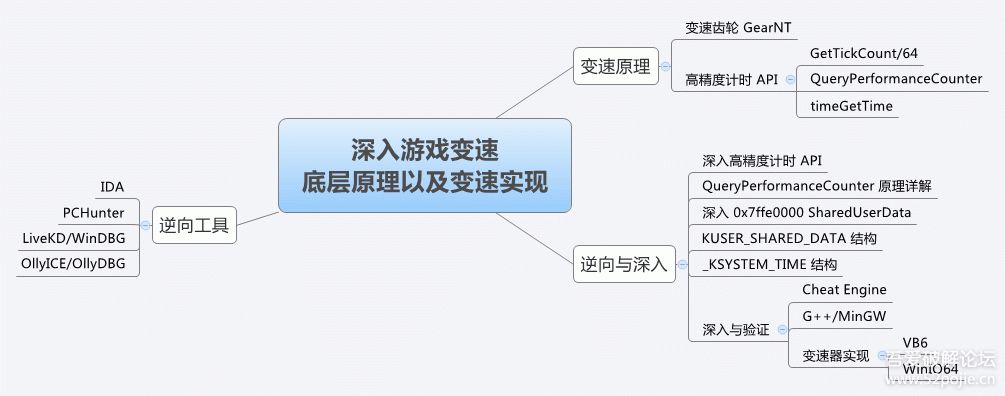 深入游戏变速
底层原理以及变速实现
变速原理
变速齿轮 GearNT
高精度计时 API
GetTickCount/64
QueryPerformanceCounter
timeGetTime
逆向与深入
深入高精度计时 API
QueryPerformanceCounter 原理详解
深入 0x7ffe0000 SharedUserData
KUSER_SHARED_DATA 结构
_KSYSTEM_TIME 结构
深入与验证
Cheat Engine
G++/MinGW
变速器实现
VB6
WinIO64
逆向工具
IDA
PCHunter
LiveKD/WinDBG
OllyICE/OllyDBG
吾爱破解论坛
www.52pojie.cn